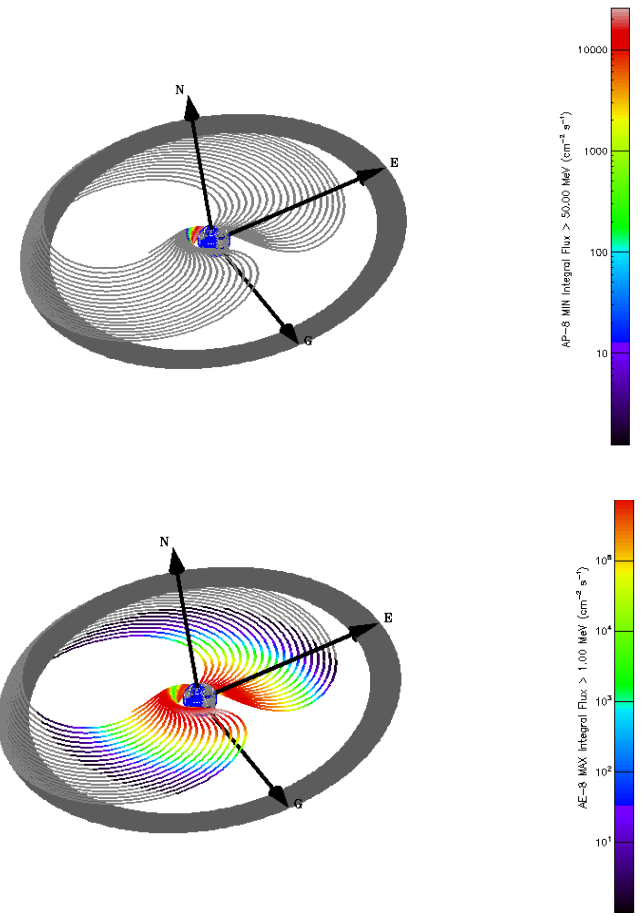 N
E
G
10000
1000
100
10
AP-8 MIN Integral Flux > 50.00 MeV (cm⁻² s⁻¹)
N
E
G
10⁵
10⁴
10³
10²
10¹
AE-8 MAX Integral Flux > 1.00 MeV (cm⁻² s⁻¹)